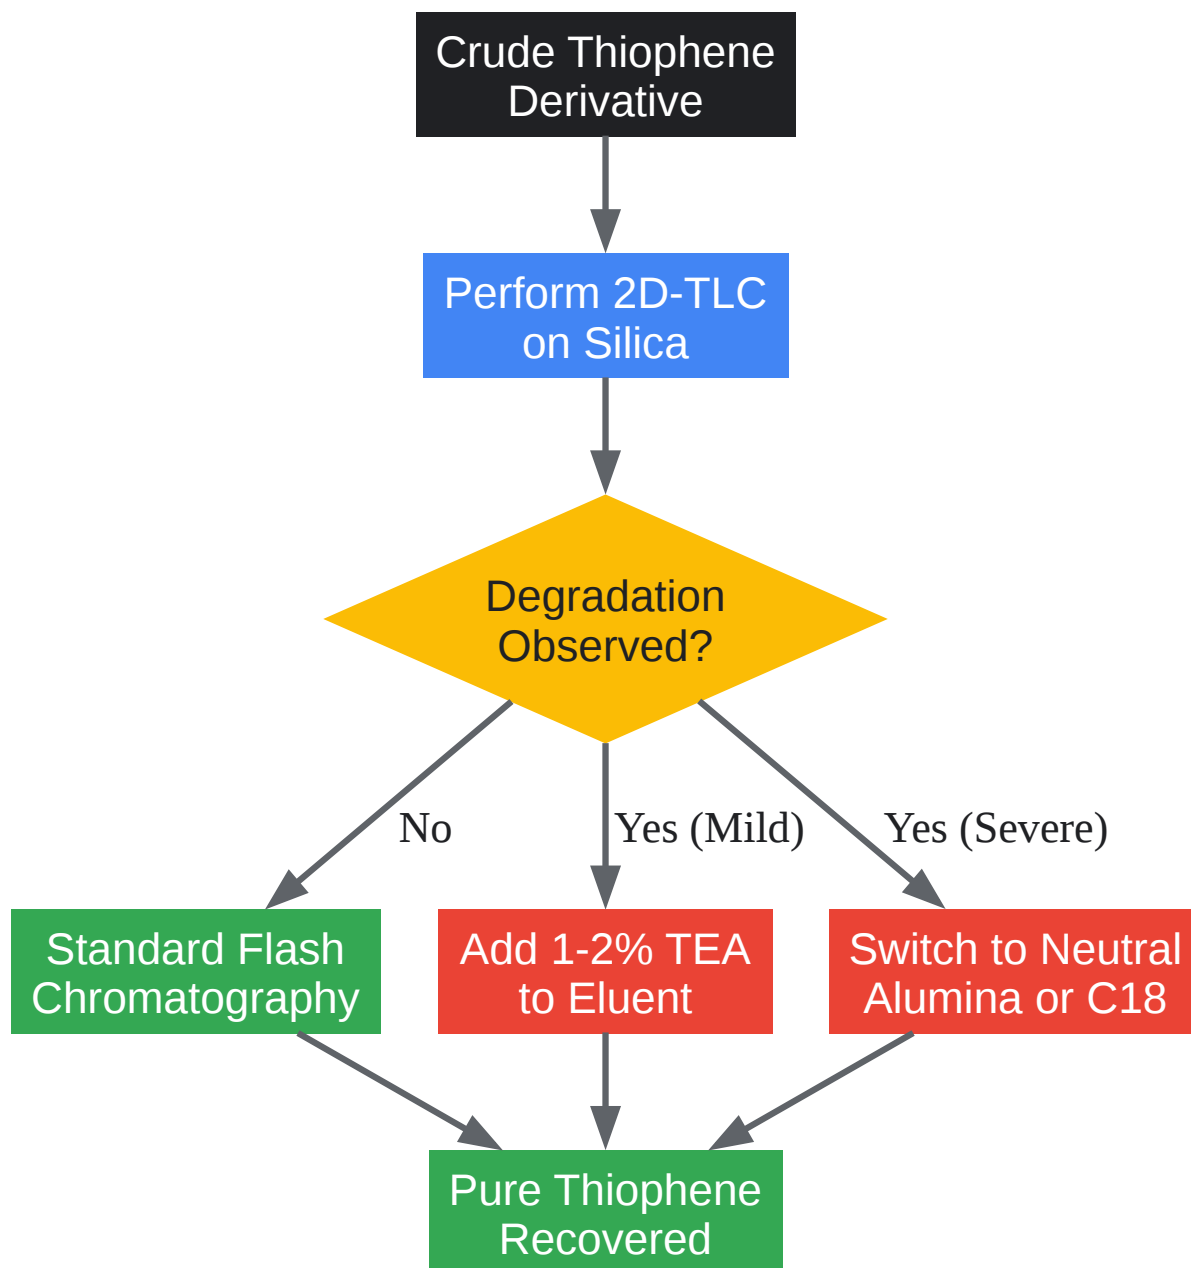 Crude Thiophene
Derivative
Perform 2D-TLC
on Silica
Degradation
Observed?
No
Yes (Mild)
Yes (Severe)
Standard Flash
Chromatography
Add 1-2% TEA
to Eluent
Switch to Neutral
Alumina or C18
Pure Thiophene
Recovered